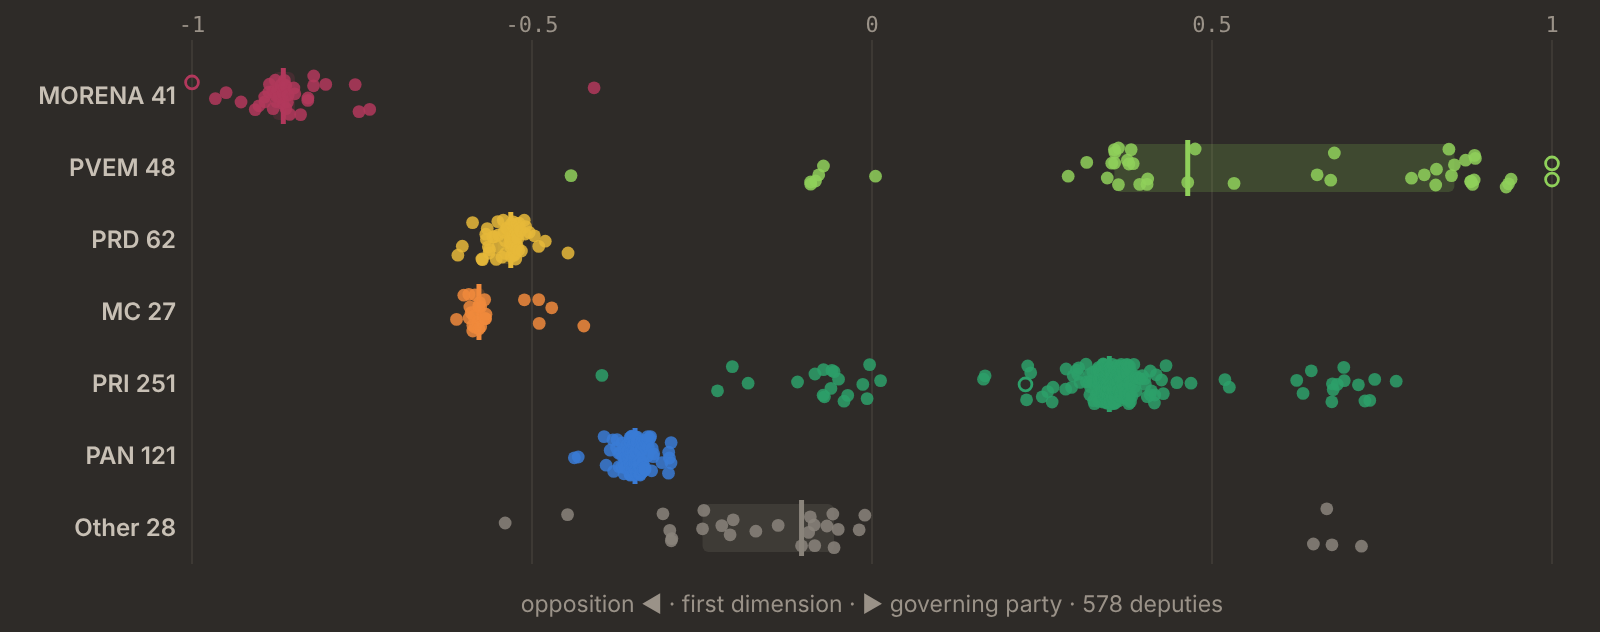 -1 -0.5 0 0.5 1
MORENA 41
PVEM 48
PRD 62
MC 27
PRI 251
PAN 121
Other 28
opposition ◀ · first dimension · ▶ governing party · 578 deputies